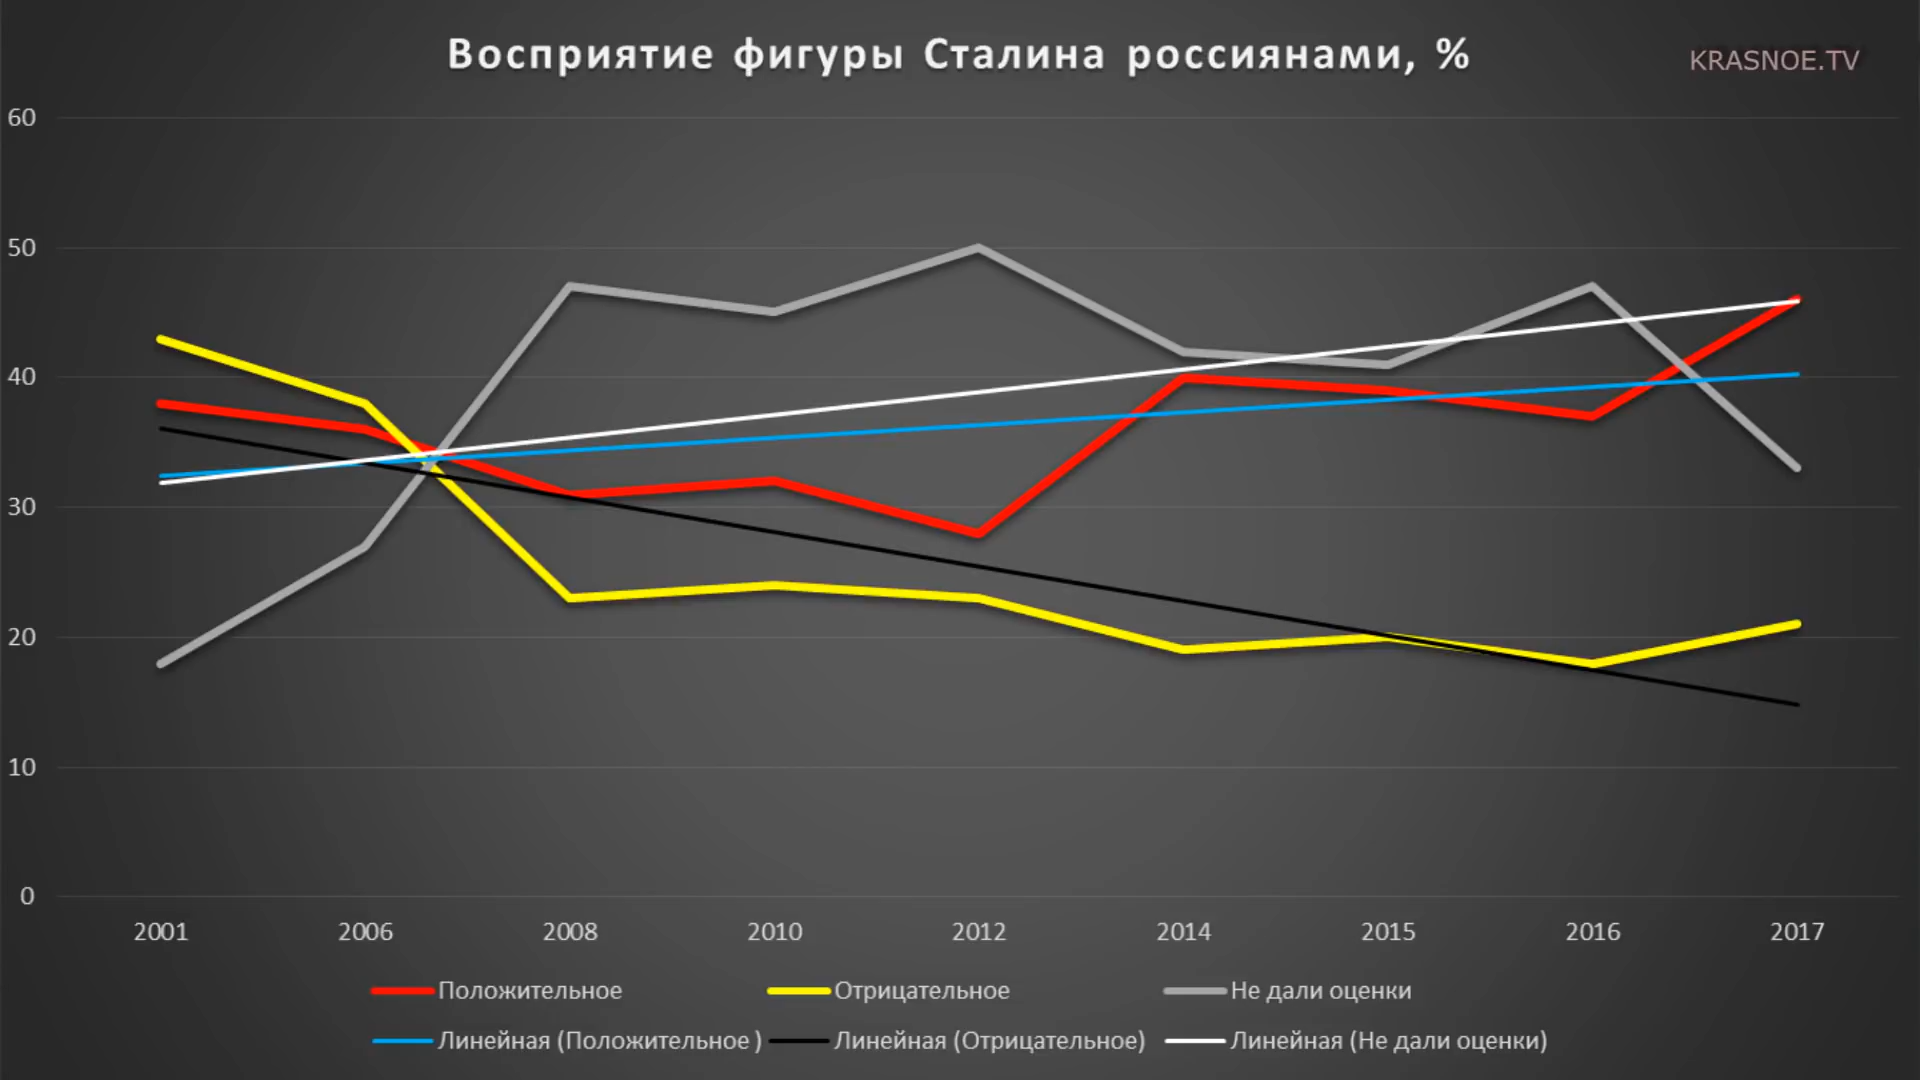 Восприятие фигуры Сталина россиянами, %
KRASNOE.TV
60
50
40
30
20
10
0
2001 2006 2008 2010 2012 2014 2015 2016 2017
Положительное Отрицательное Не дали оценки
Линейная (Положительное ) Линейная (Отрицательное) Линейная (Не дали оценки)